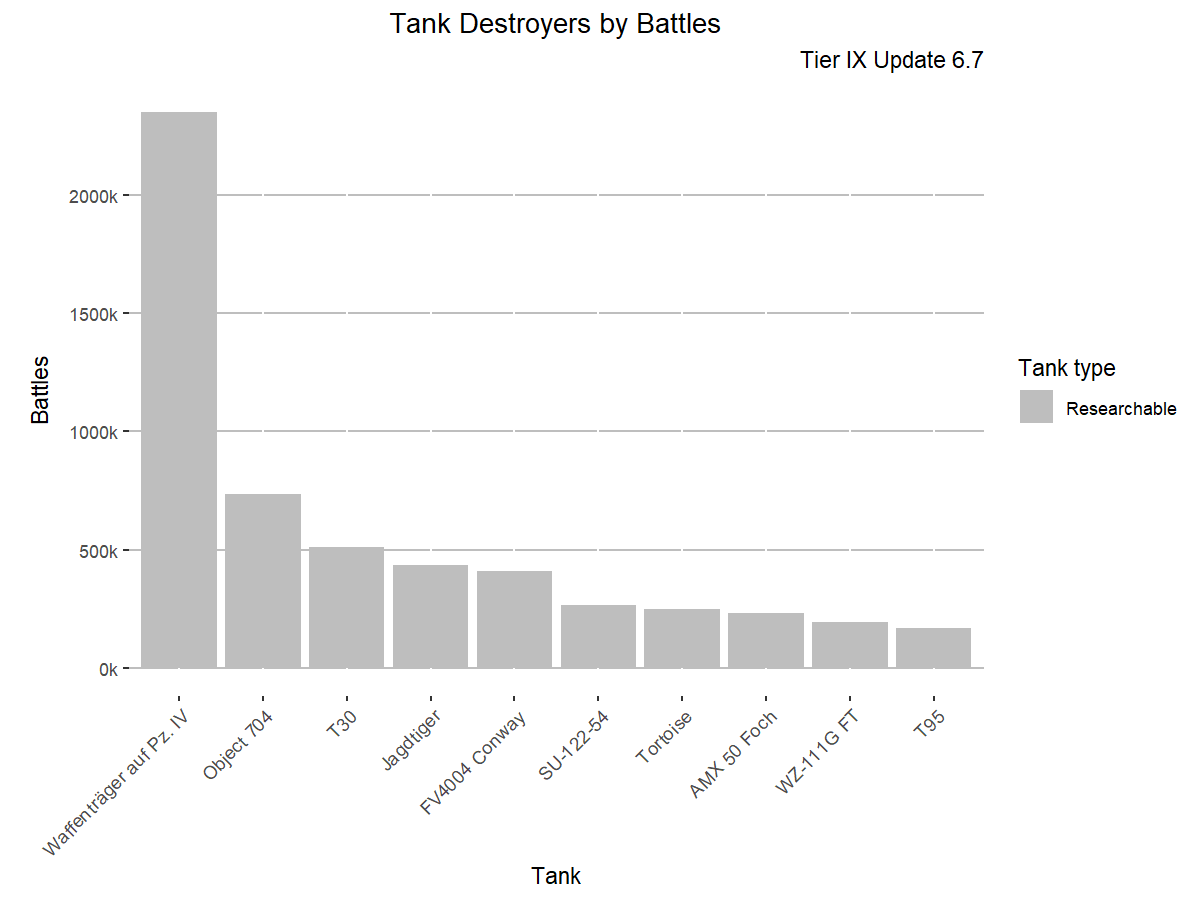 Tank Destroyers by Battles
Tier IX Update 6.7
2000k
1500k
1000k
500k
0k
Battles
Waffenträger auf Pz. IV
Object 704
T30
Jagdtiger
FV4004 Conway
SU-122-54
Tortoise
AMX 50 Foch
WZ-111G FT
T95
Tank
Tank type
Researchable